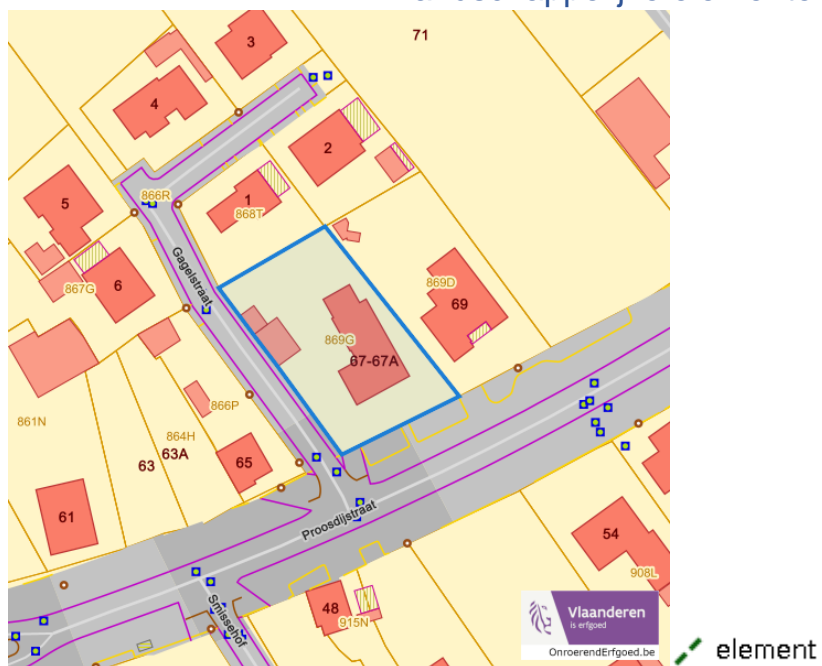 3
71
4
2
866R
1
868T
5
Gagelstraat
867G
6
869D
69
869G
67-67A
861N
866P
864H
63
63A
65
61
Proosdijstraat
54
908L
Smissehof
48
915N
Vlaanderen
is erfgoed
OnroerendErfgoed.be
element